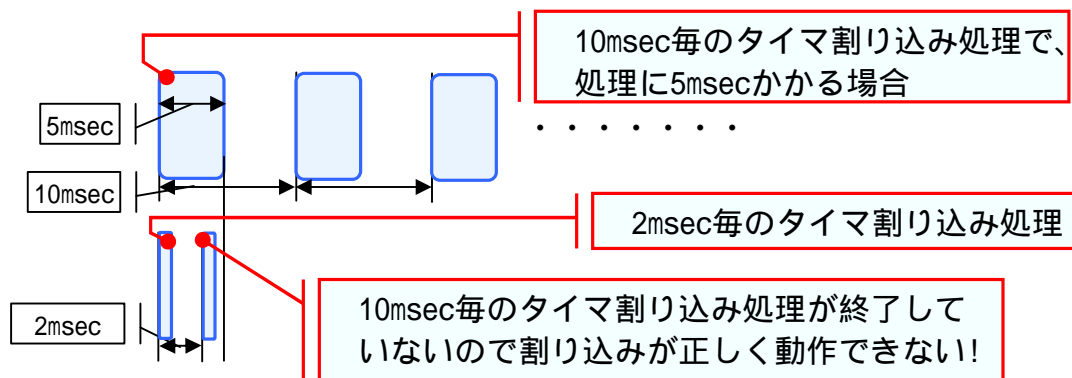 10msec毎のタイマ割り込み処理で、
処理に5msecかかる場合
5msec
・・・・・・・
10msec
2msec毎のタイマ割り込み処理
10msec毎のタイマ割り込み処理が終了して
いないので割り込みが正しく動作できない!
2msec